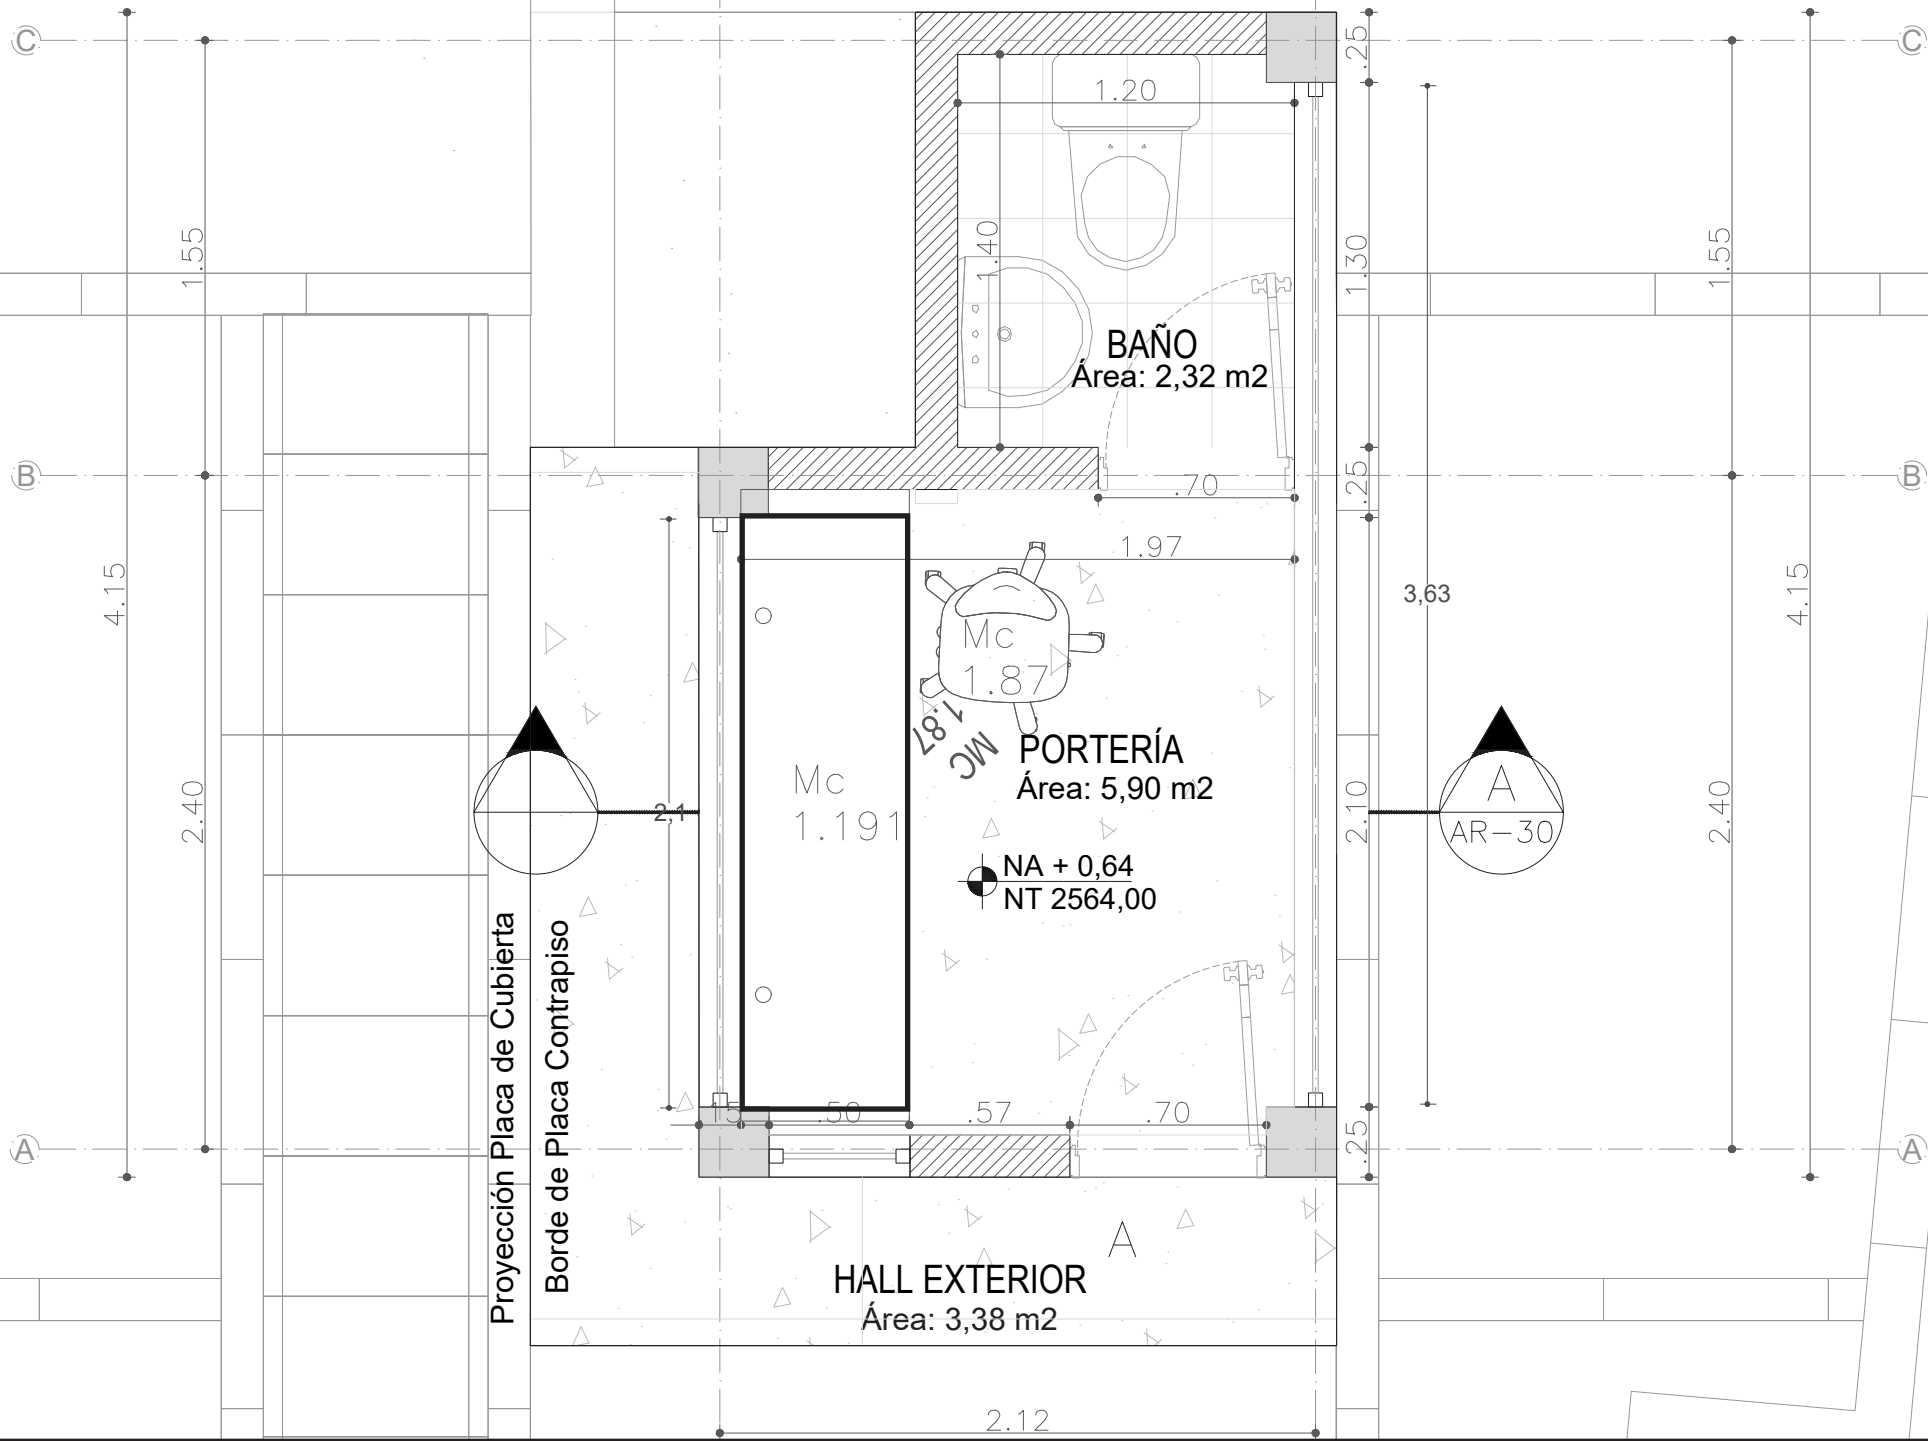 C
C
.25
1.20
1.55
1.40
1.30
1.55
BAÑO
Área: 2,32 m2
B
B
.25
.70
1.97
4.15
3,63
4.15
Mc
1.87
1.87
MC
PORTERÍA
Área: 5,90 m2
Mc
1.191
2.40
2,1
2.10
A
AR-30
2.40
NA + 0,64
NT 2564,00
Proyección Placa de Cubierta
Borde de Placa Contrapiso
15
.50
.57
.70
A
.25
A
A
HALL EXTERIOR
Área: 3,38 m2
2.12